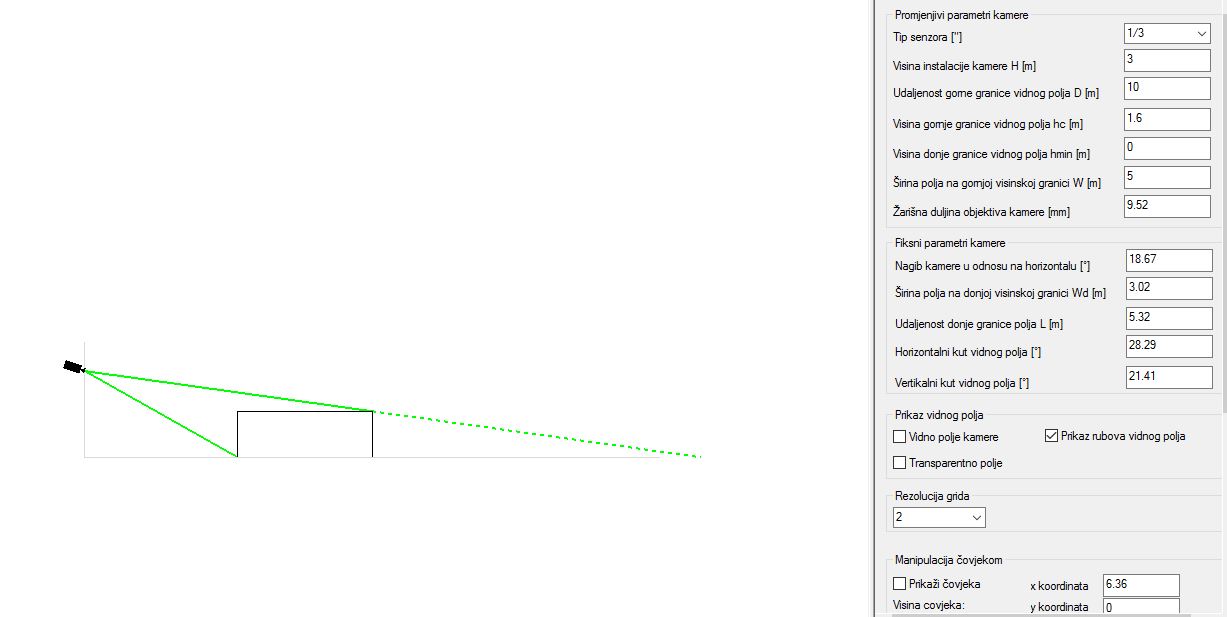 Promjenjivi parametri kamere
Tip senzora ["] 1/3
Visina instalacije kamere H [m] 3
Udaljenost gorne granice vidnog polja D [m] 10
Visina gornje granice vidnog polja hc [m] 1.6
Visina donje granice vidnog polja hmin [m] 0
Širina polja na gornjoj visinskoj granici W [m] 5
Žarišna duljina objektiva kamere [mm] 9.52
Fiksni parametri kamere
Nagib kamere u odnosu na horizontalu [°] 18.67
Širina polja na donjoj visinskoj granici Wd [m] 3.02
Udaljenost donje granice polja L [m] 5.32
Horizontalni kut vidnog polja [°] 28.29
Vertikalni kut vidnog polja [°] 21.41
Prikaz vidnog polja
Vidno polje kamere Prikaz rubova vidnog polja
Transparentno polje
Rezolucija grida
2
Manipulacija čovjekom
Prikaži čovjeka x koordinata 6.36
Visina covjeka: y koordinata 0